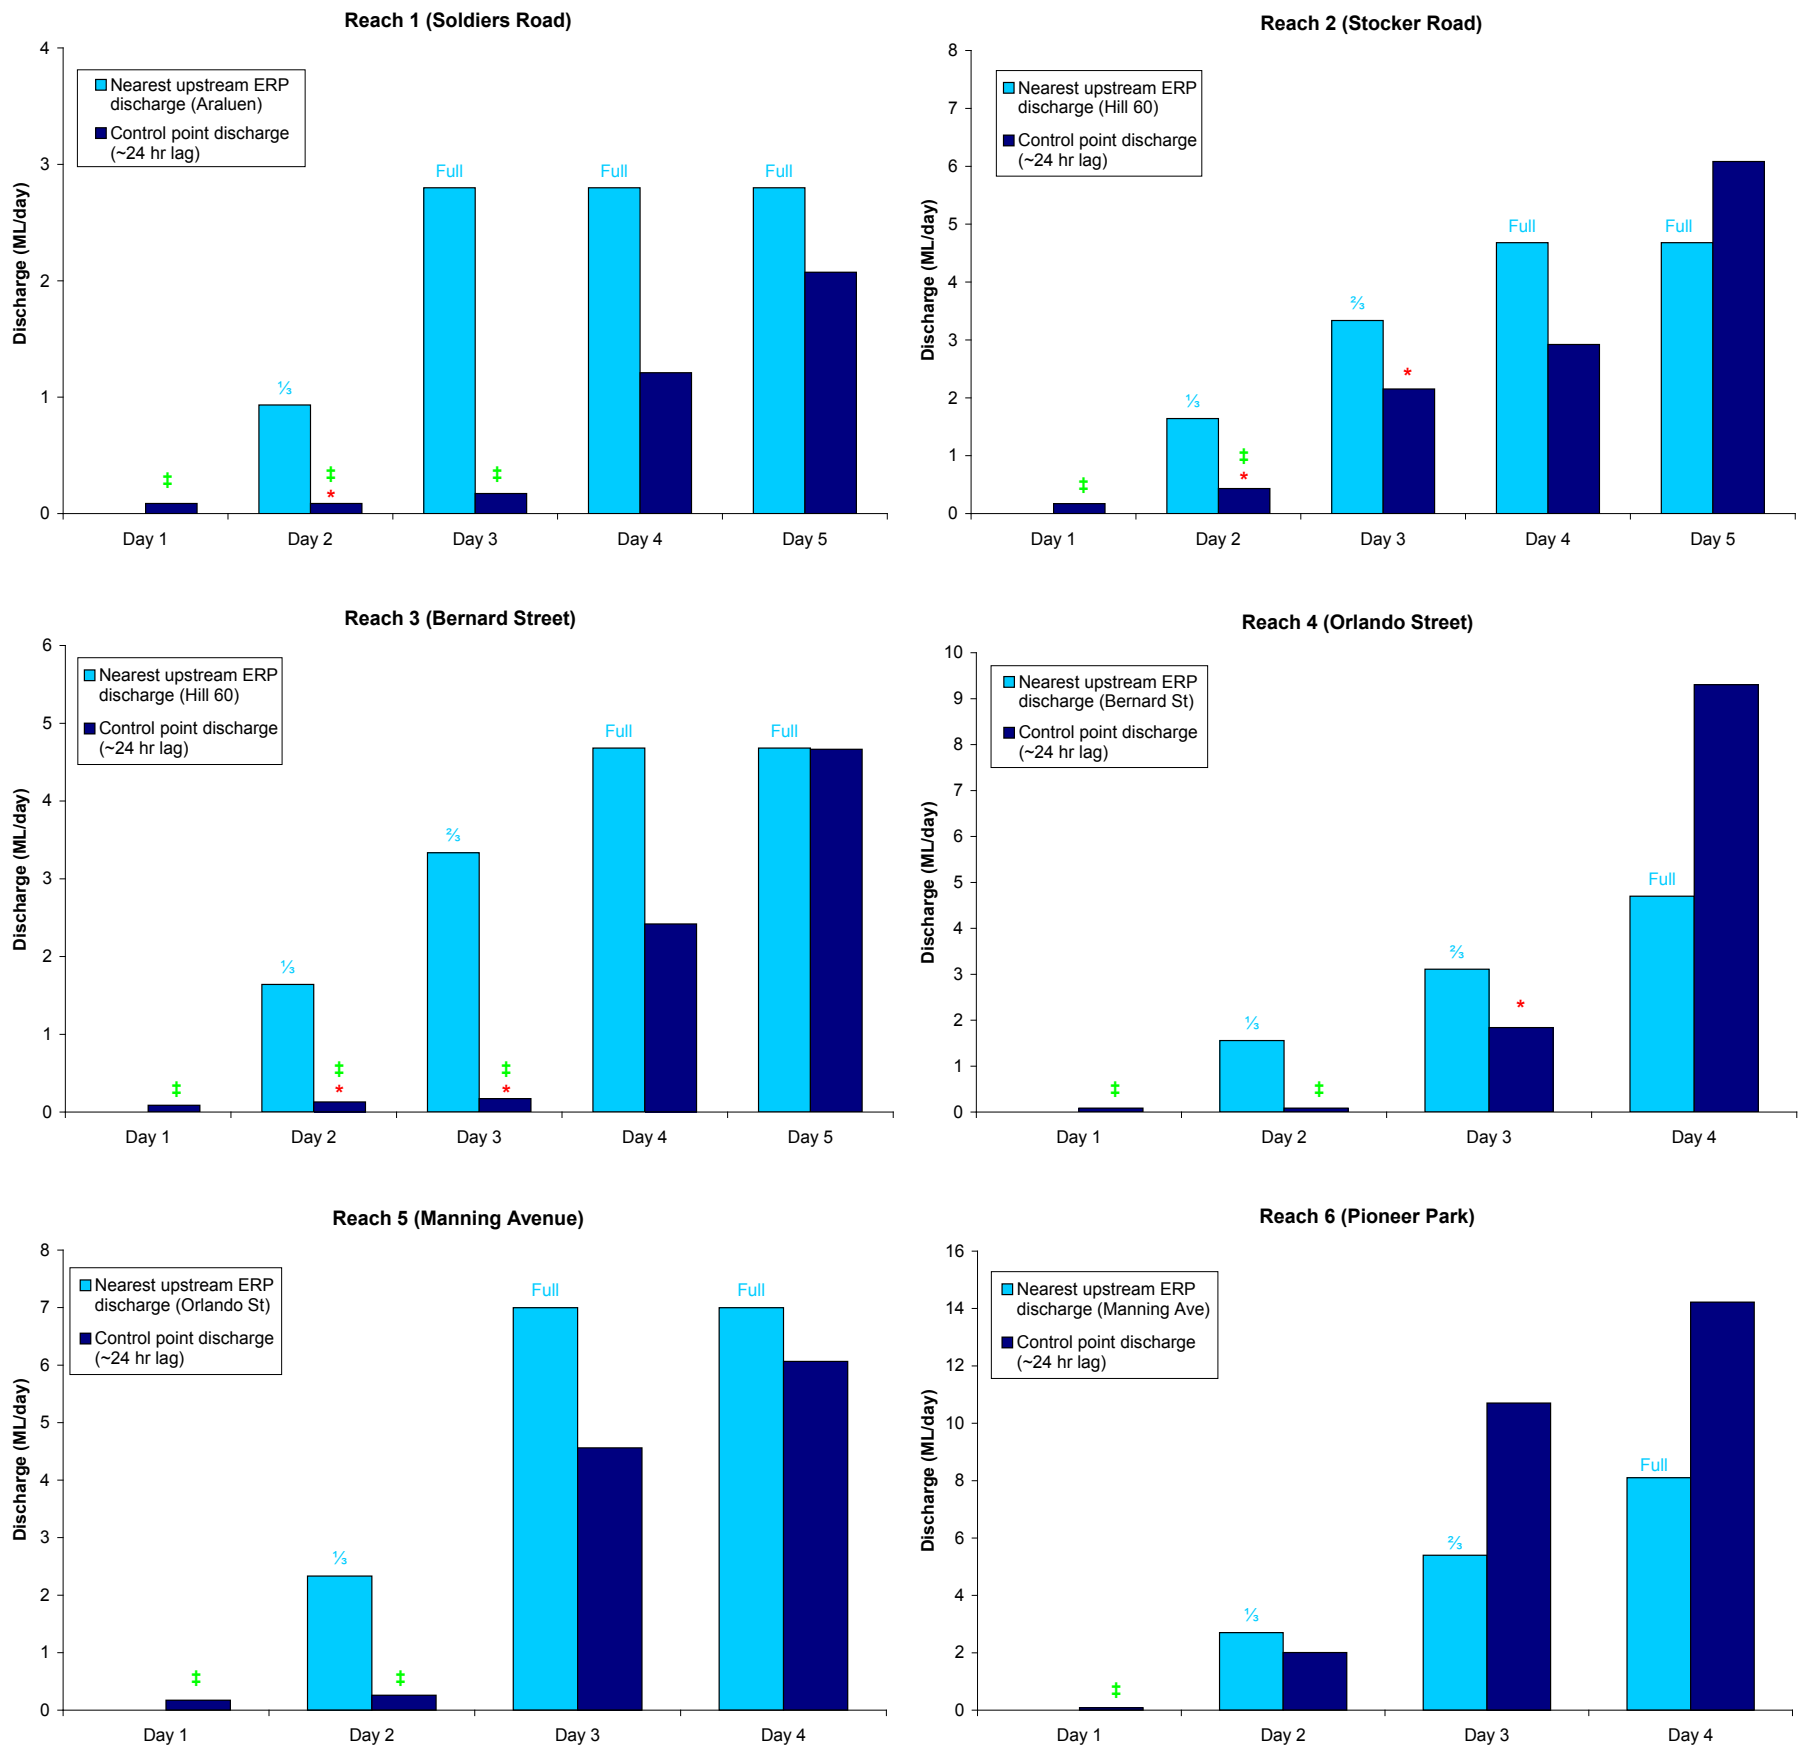 Reach 1 (Soldiers Road)
Discharge (ML/day)
4
3
2
1
0
Nearest upstream ERP
discharge (Araluen)
Control point discharge
(~24 hr lag)
‡
⅓
‡
*
Full
‡
Full
Full
Day 1
Day 2
Day 3
Day 4
Day 5
Reach 2 (Stocker Road)
Discharge (ML/day)
8
7
6
5
4
3
2
1
0
Nearest upstream ERP
discharge (Hill 60)
Control point discharge
(~24 hr lag)
‡
⅓
‡
*
⅔
*
Full
Full
Day 1
Day 2
Day 3
Day 4
Day 5
Reach 3 (Bernard Street)
Discharge (ML/day)
6
5
4
3
2
1
0
Nearest upstream ERP
discharge (Hill 60)
Control point discharge
(~24 hr lag)
‡
⅓
‡
*
⅔
‡
*
Full
Full
Day 1
Day 2
Day 3
Day 4
Day 5
Reach 4 (Orlando Street)
Discharge (ML/day)
10
9
8
7
6
5
4
3
2
1
0
Nearest upstream ERP
discharge (Bernard St)
Control point discharge
(~24 hr lag)
‡
⅓
‡
⅔
*
Full
Day 1
Day 2
Day 3
Day 4
Reach 5 (Manning Avenue)
Discharge (ML/day)
8
7
6
5
4
3
2
1
0
Nearest upstream ERP
discharge (Orlando St)
Control point discharge
(~24 hr lag)
‡
⅓
‡
Full
Full
Day 1
Day 2
Day 3
Day 4
Reach 6 (Pioneer Park)
Discharge (ML/day)
16
14
12
10
8
6
4
2
0
Nearest upstream ERP
discharge (Manning Ave)
Control point discharge
(~24 hr lag)
‡
⅓
⅔
Full
Day 1
Day 2
Day 3
Day 4